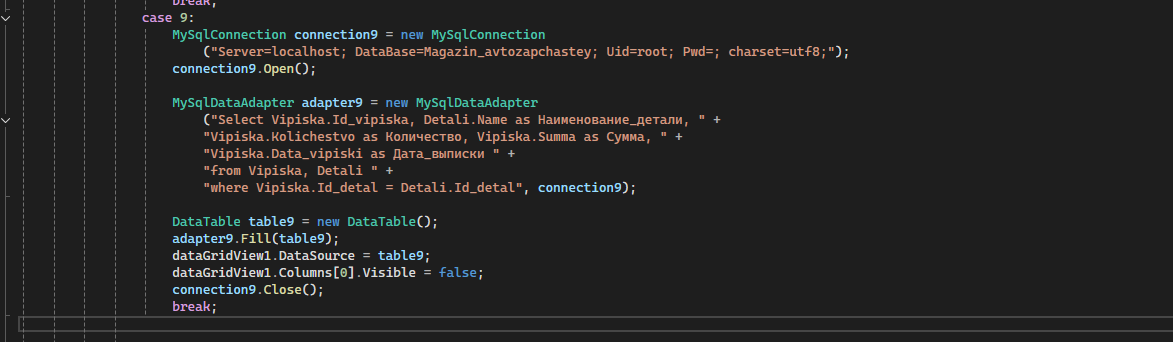 break;
case 9:
MySqlConnection connection9 = new MySqlConnection
("Server=localhost; DataBase=Magazin_avtozapchastey; Uid=root; Pwd=; charset=utf8;");
connection9.Open();
MySqlDataAdapter adapter9 = new MySqlDataAdapter
("Select Vipiska.Id_vipiska, Detali.Name as Наименование_детали, " +
"Vipiska.Kolichestvo as Количество, Vipiska.Summa as Сумма, " +
"Vipiska.Data_vipiski as Дата_выписки " +
"from Vipiska, Detali " +
"where Vipiska.Id_detal = Detali.Id_detal", connection9);
DataTable table9 = new DataTable();
adapter9.Fill(table9);
dataGridView1.DataSource = table9;
dataGridView1.Columns[0].Visible = false;
connection9.Close();
break;